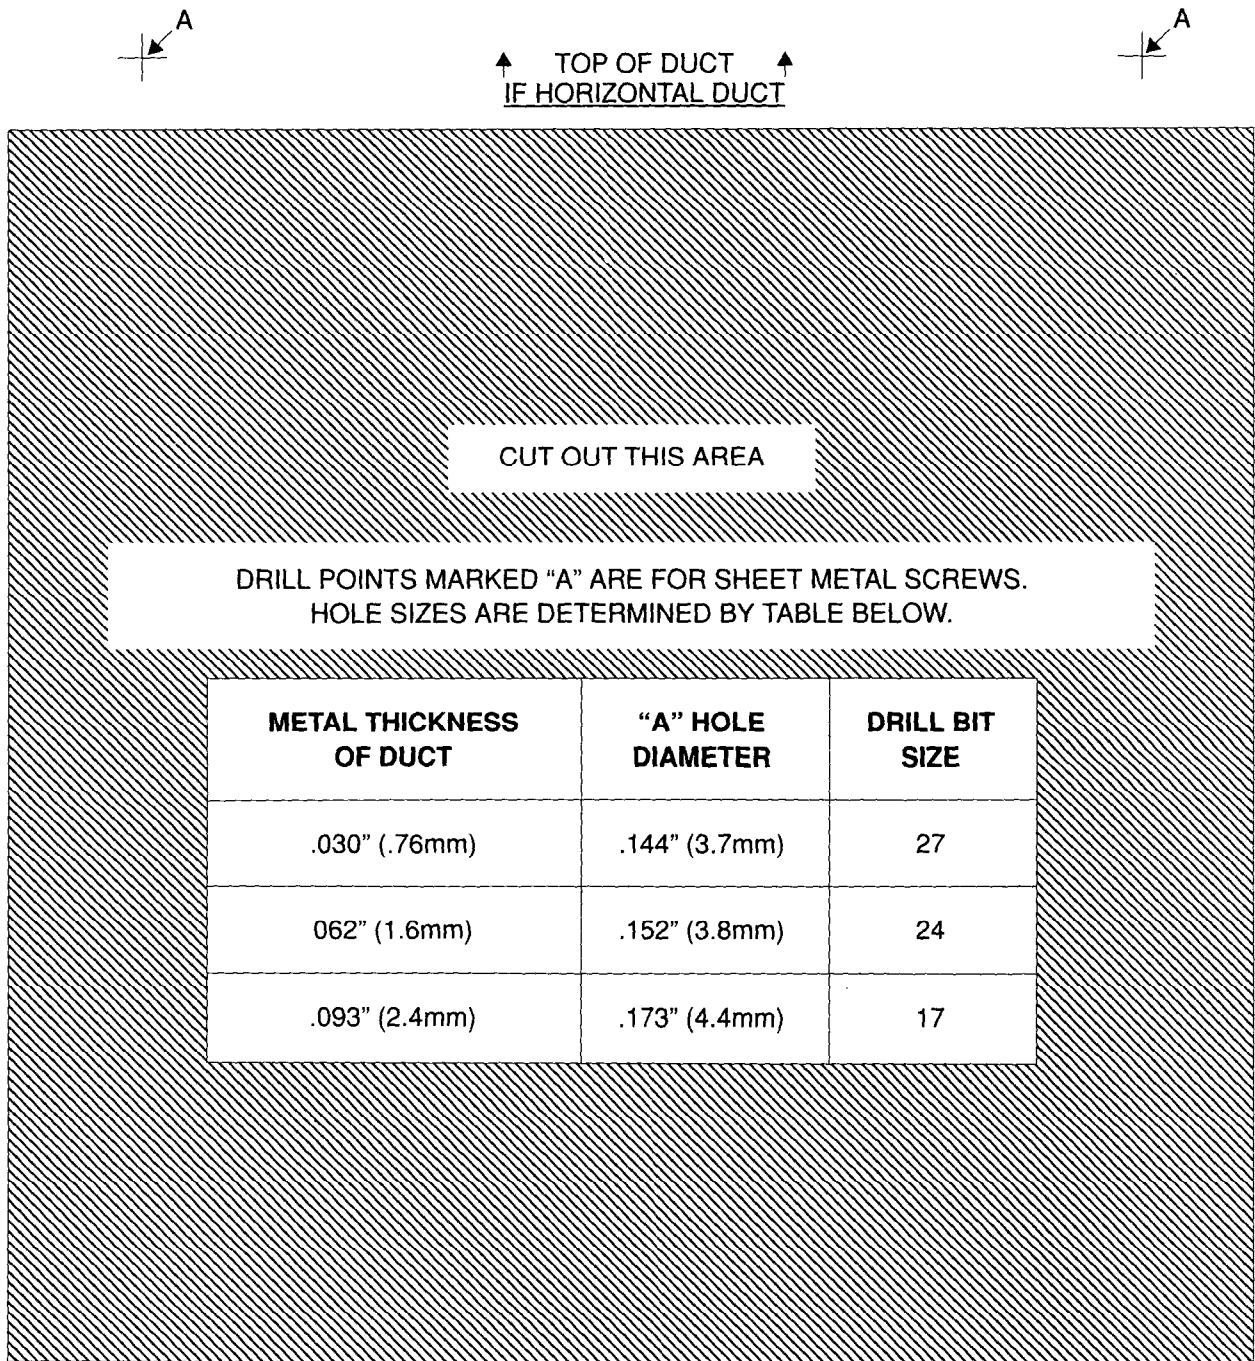 A A
TOP OF DUCT
IF HORIZONTAL DUCT
CUT OUT THIS AREA
DRILL POINTS MARKED “A” ARE FOR SHEET METAL SCREWS.
HOLE SIZES ARE DETERMINED BY TABLE BELOW.
METAL THICKNESS “A” HOLE DRILL BIT
OF DUCT DIAMETER SIZE
.030” (.76mm) .144” (3.7mm) 27
062” (1.6mm) .152” (3.8mm) 24
.093” (2.4mm) .173” (4.4mm) 17